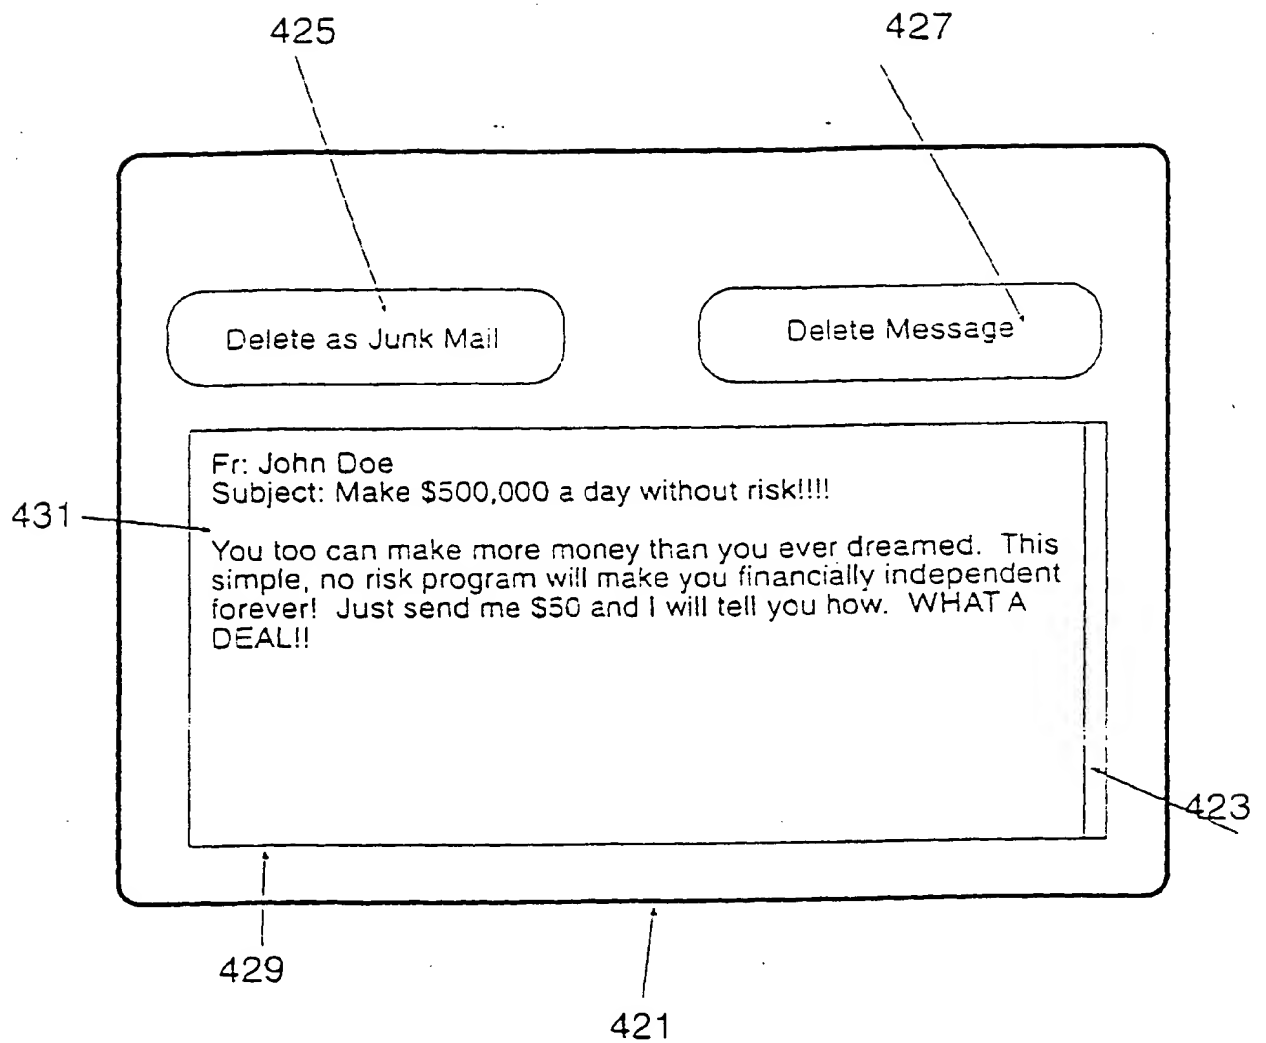 425
427
Delete as Junk Mail
Delete Message
Fr: John Doe
Subject: Make $500,000 a day without risk!!!!
431
You too can make more money than you ever dreamed. This
simple, no risk program will make you financially independent
forever! Just send me $50 and I will tell you how. WHAT A
DEAL!!
423
429
421